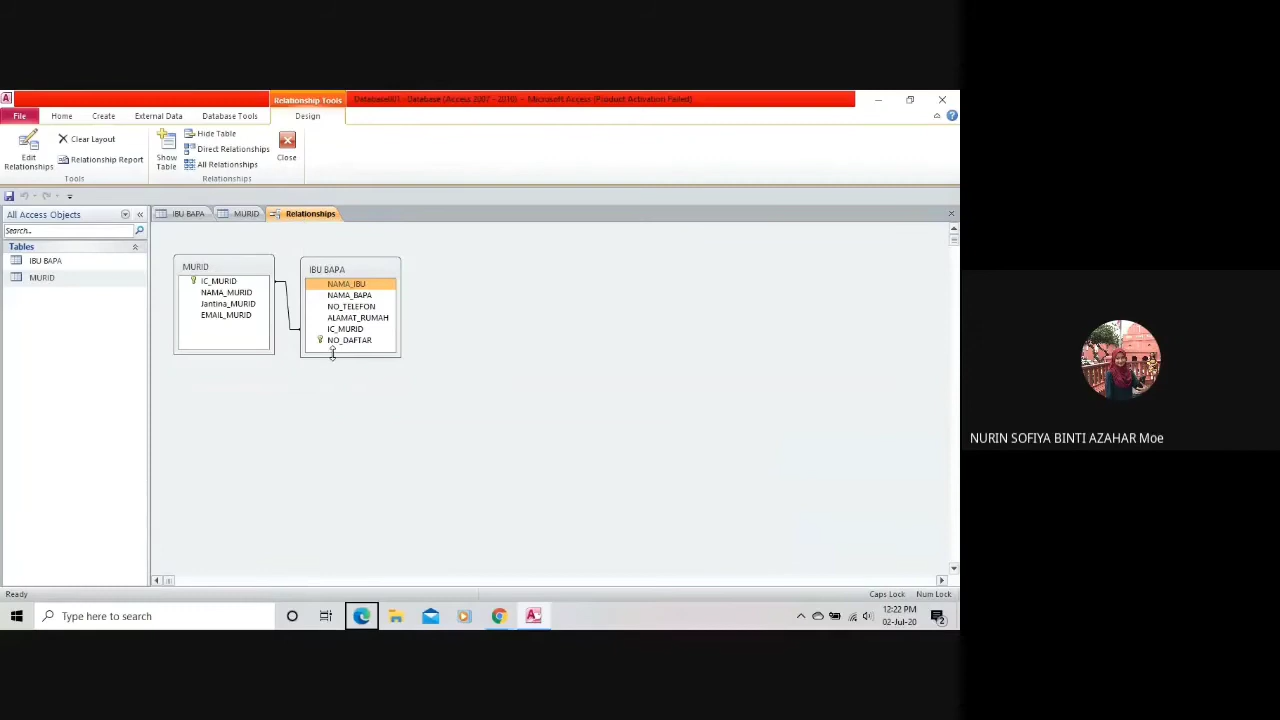 Relationship Tools
Database001 : Database (Access 2007 - 2010) - Microsoft Access (Product Activation Failed)
File Home Create External Data Database Tools Design
Edit Relationships
Clear Layout
Relationship Report
Tools
Show Table
Hide Table
Direct Relationships
All Relationships
Relationships
Close
All Access Objects
Search...
Tables
IBU BAPA
MURID
IBU BAPA MURID Relationships
MURID
IC_MURID
NAMA_MURID
Jantina_MURID
EMAIL_MURID
IBU BAPA
NAMA_IBU
NAMA_BAPA
NO_TELEFON
ALAMAT_RUMAH
IC_MURID
NO_DAFTAR
NURIN SOFIYA BINTI AZAHAR Moe
Ready
Caps Lock Num Lock
Type here to search
12:22 PM
02-Jul-20
2